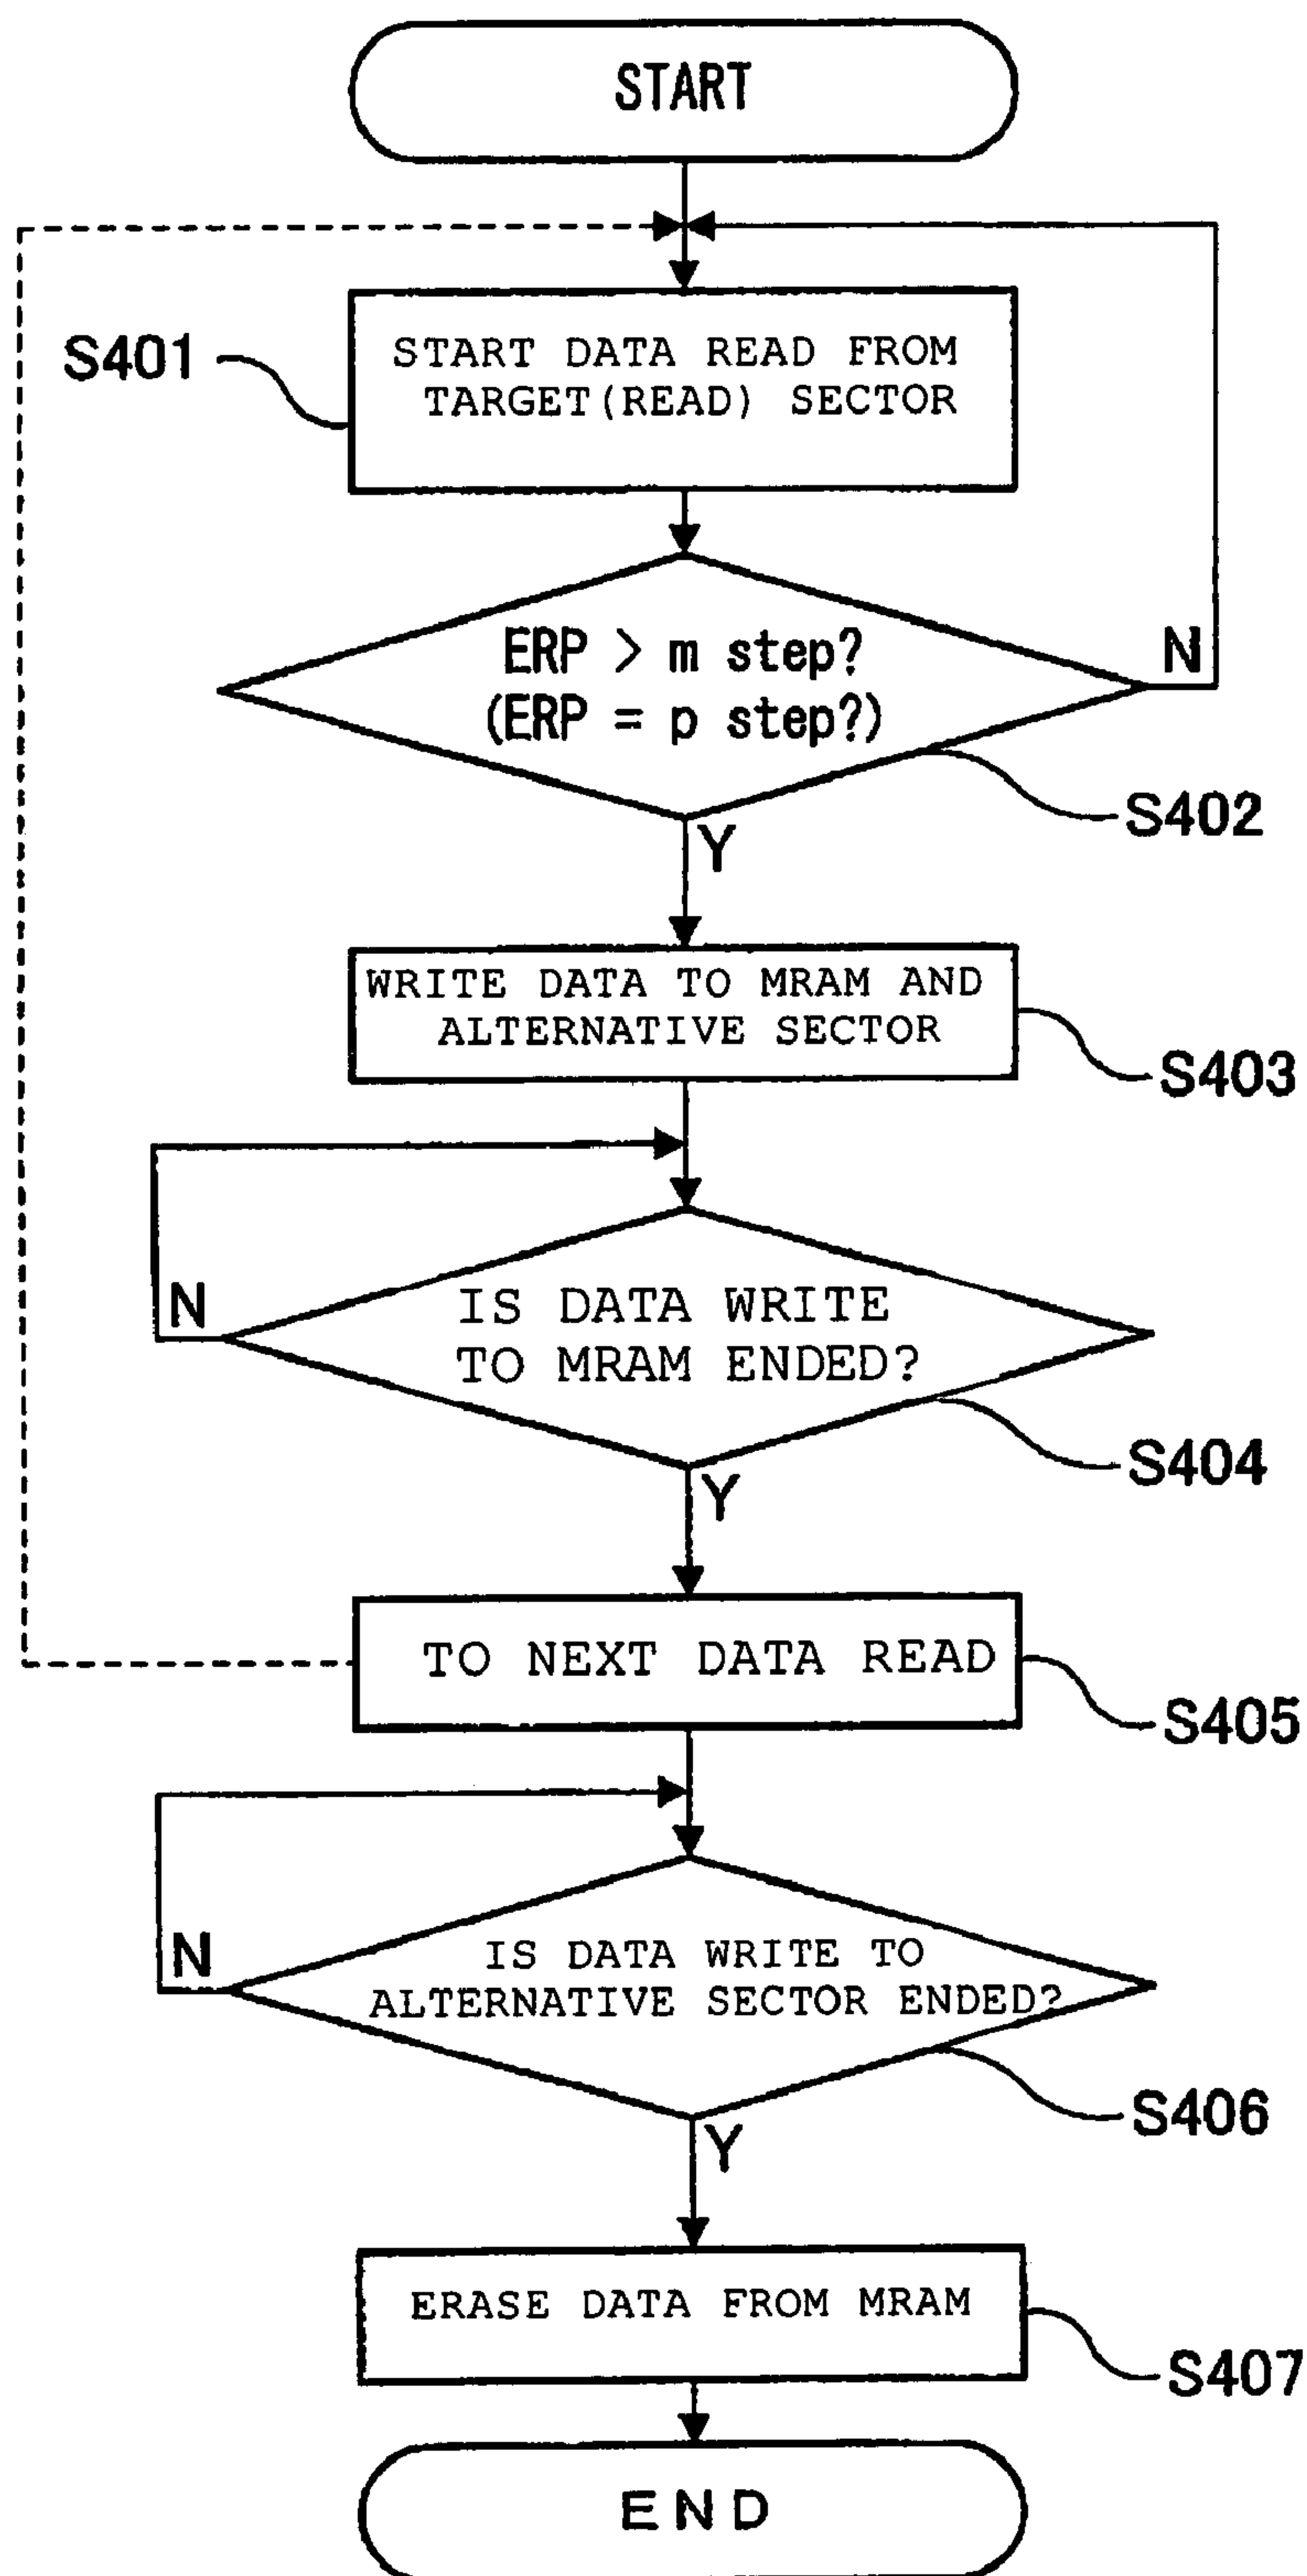 START
S401
START DATA READ FROM
TARGET(READ) SECTOR
ERP > m step?
(ERP = p step?)
N
S402
Y
WRITE DATA TO MRAM AND
ALTERNATIVE SECTOR
S403
N
IS DATA WRITE
TO MRAM ENDED?
S404
Y
TO NEXT DATA READ
S405
N
IS DATA WRITE TO
ALTERNATIVE SECTOR ENDED?
S406
Y
ERASE DATA FROM MRAM
S407
END